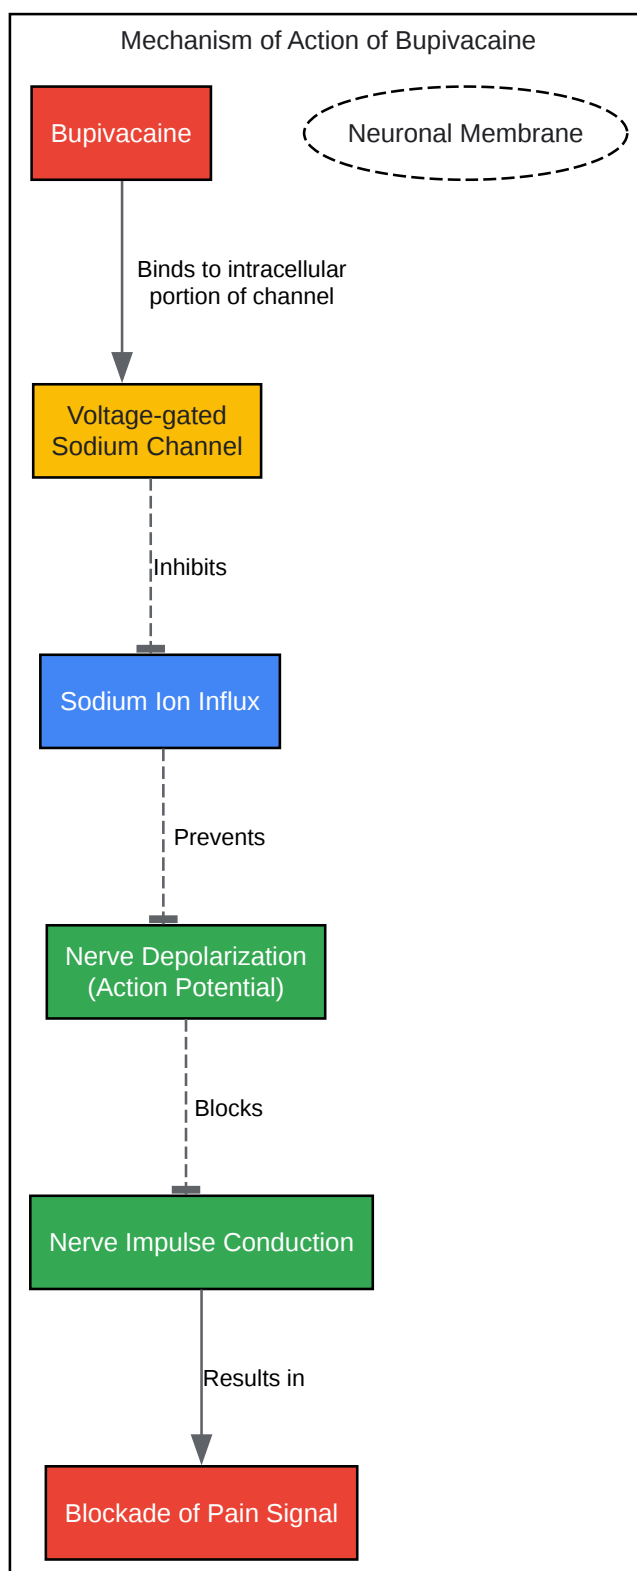 Mechanism of Action of Bupivacaine
Bupivacaine
Neuronal Membrane
Binds to intracellular
portion of channel
Voltage-gated
Sodium Channel
Inhibits
Sodium Ion Influx
Prevents
Nerve Depolarization
(Action Potential)
Blocks
Nerve Impulse Conduction
Results in
Blockade of Pain Signal